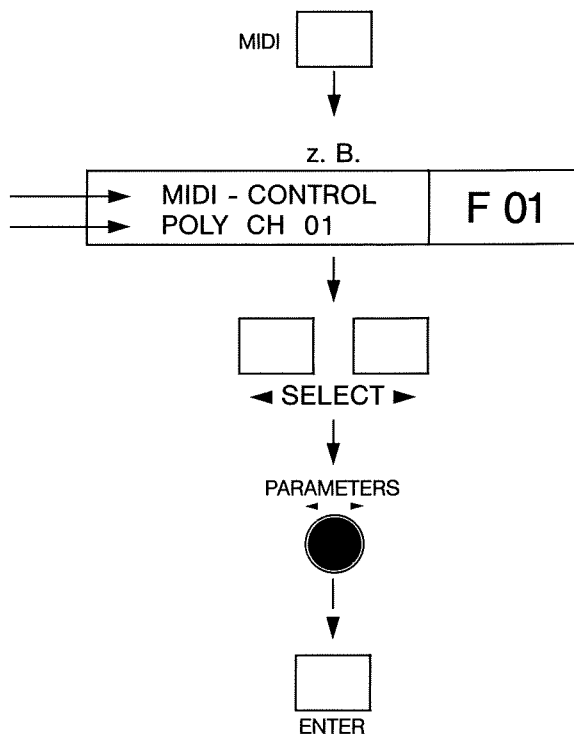 MIDI
z. B.
MIDI - CONTROL
POLY CH 01
F 01
◄ SELECT ►
PARAMETERS
◄ ►
ENTER